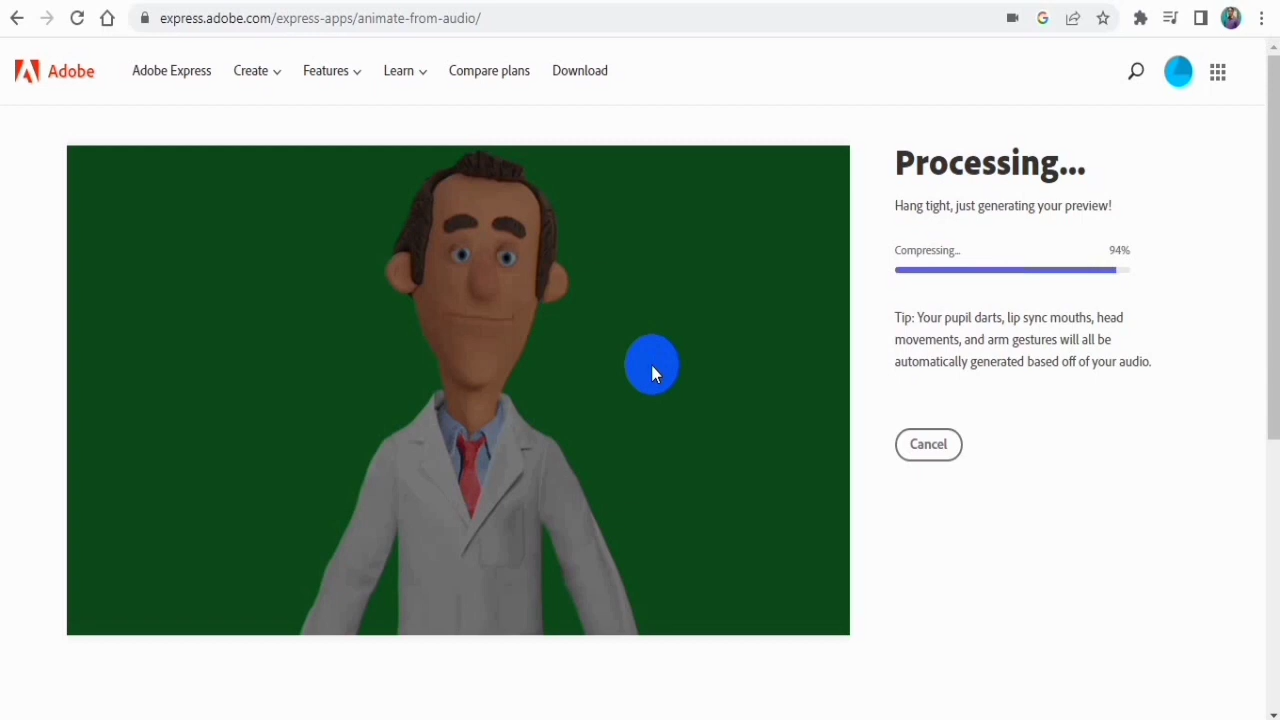 express.adobe.com/express-apps/animate-from-audio/
Adobe
Adobe Express
Create
Features
Learn
Compare plans
Download
Processing...
Hang tight, just generating your preview!
Compressing...
94%
Tip: Your pupil darts, lip sync mouths, head
movements, and arm gestures will all be
automatically generated based off of your audio.
Cancel